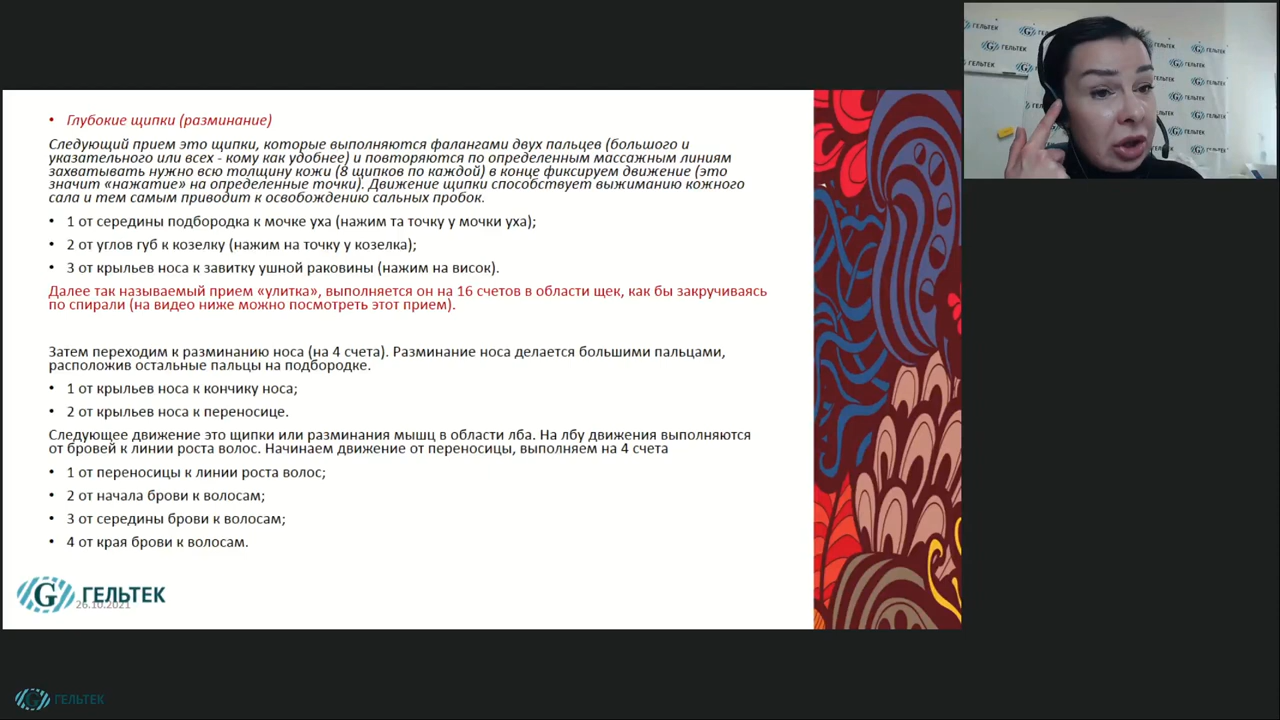 • Глубокие щипки (разминание)
Следующий прием это щипки, которые выполняются фалангами двух пальцев (большого и
указательного или всех - кому как удобнее) и повторяются по определенным массажным линиям
захватывать нужно всю толщину кожи (8 щипков по каждой) в конце фиксируем движение (это
значит «нажатие» на определенные точки). Движение щипки способствует выжиманию кожного
сала и тем самым приводит к освобождению сальных пробок.
• 1 от середины подбородка к мочке уха (нажим та точку у мочки уха);
• 2 от углов губ к козелку (нажим на точку у козелка);
• 3 от крыльев носа к завитку ушной раковины (нажим на висок).
Далее так называемый прием «улитка», выполняется он на 16 счетов в области щек, как бы закручиваясь
по спирали (на видео ниже можно посмотреть этот прием).
Затем переходим к разминанию носа (на 4 счета). Разминание носа делается большими пальцами,
расположив остальные пальцы на подбородке.
• 1 от крыльев носа к кончику носа;
• 2 от крыльев носа к переносице.
Следующее движение это щипки или разминания мышц в области лба. На лбу движения выполняются
от бровей к линии роста волос. Начинаем движение от переносицы, выполняем на 4 счета
• 1 от переносицы к линии роста волос;
• 2 от начала брови к волосам;
• 3 от середины брови к волосам;
• 4 от края брови к волосам.
G ГЕЛЬТЕК
26.10.2021
G ГЕЛЬТЕК